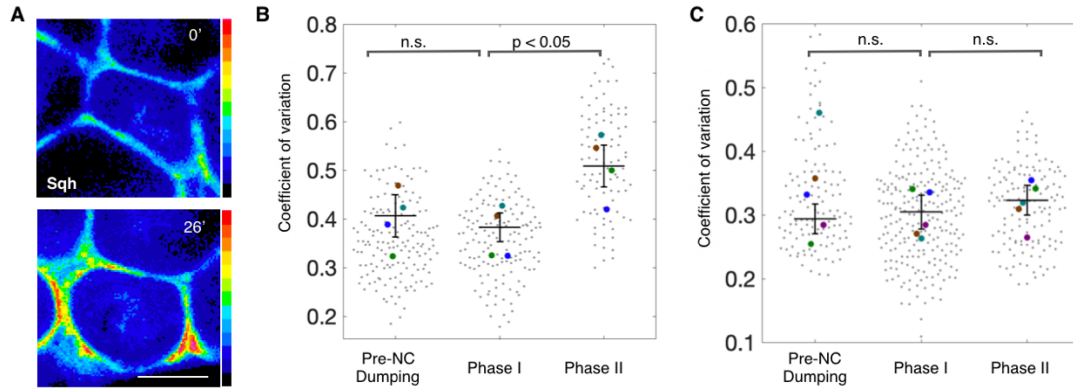 A
0'
Sqh
26'
B
n.s.
p < 0.05
Coefficient of variation
0.8
0.7
0.6
0.5
0.4
0.3
0.2
Pre-NC
Dumping
Phase I
Phase II
C
n.s.
n.s.
Coefficient of variation
0.6
0.5
0.4
0.3
0.2
0.1
Pre-NC
Dumping
Phase I
Phase II